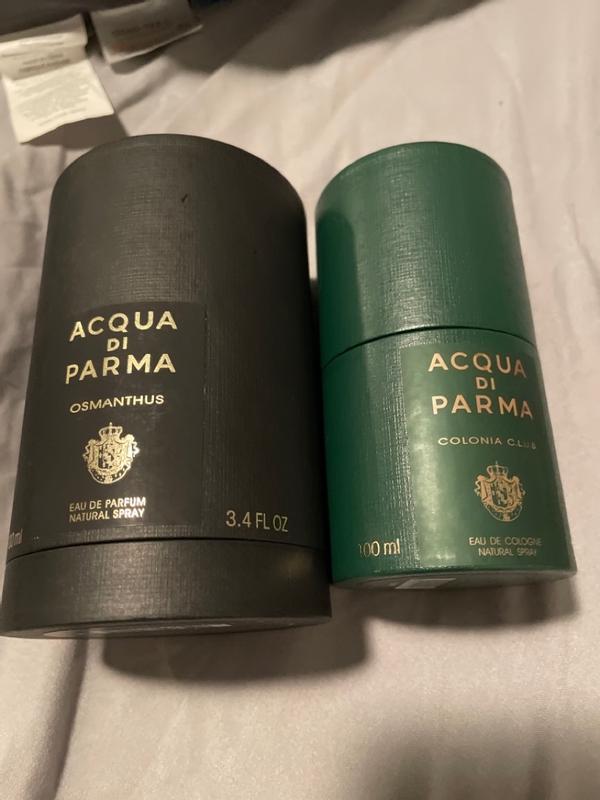 ACQUA
DI
PARMA
OSMANTHUS
EAU DE PARFUM
NATURAL SPRAY
3.4 FL OZ
ACQUA
DI
PARMA
COLONIA C.L.U.B.
100 ml
EAU DE COLOGNE
NATURAL SPRAY